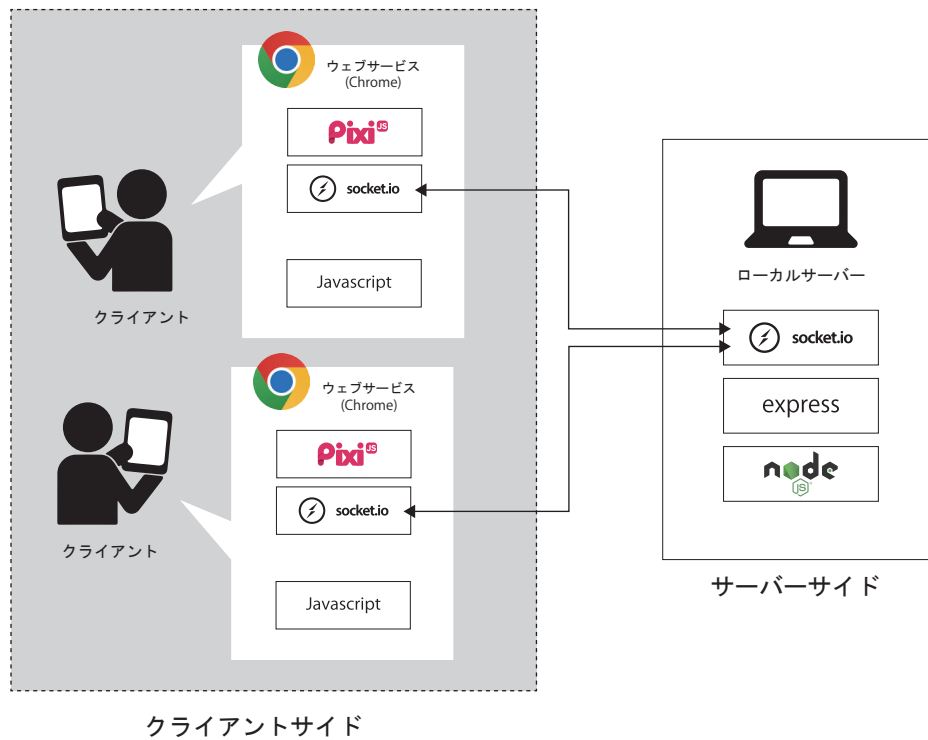 ウェブサービス
(Chrome)
Pixi JS
socket.io
Javascript
クライアント
ウェブサービス
(Chrome)
Pixi JS
socket.io
Javascript
クライアント
クライアントサイド
ローカルサーバー
socket.io
express
node
JS
サーバーサイド